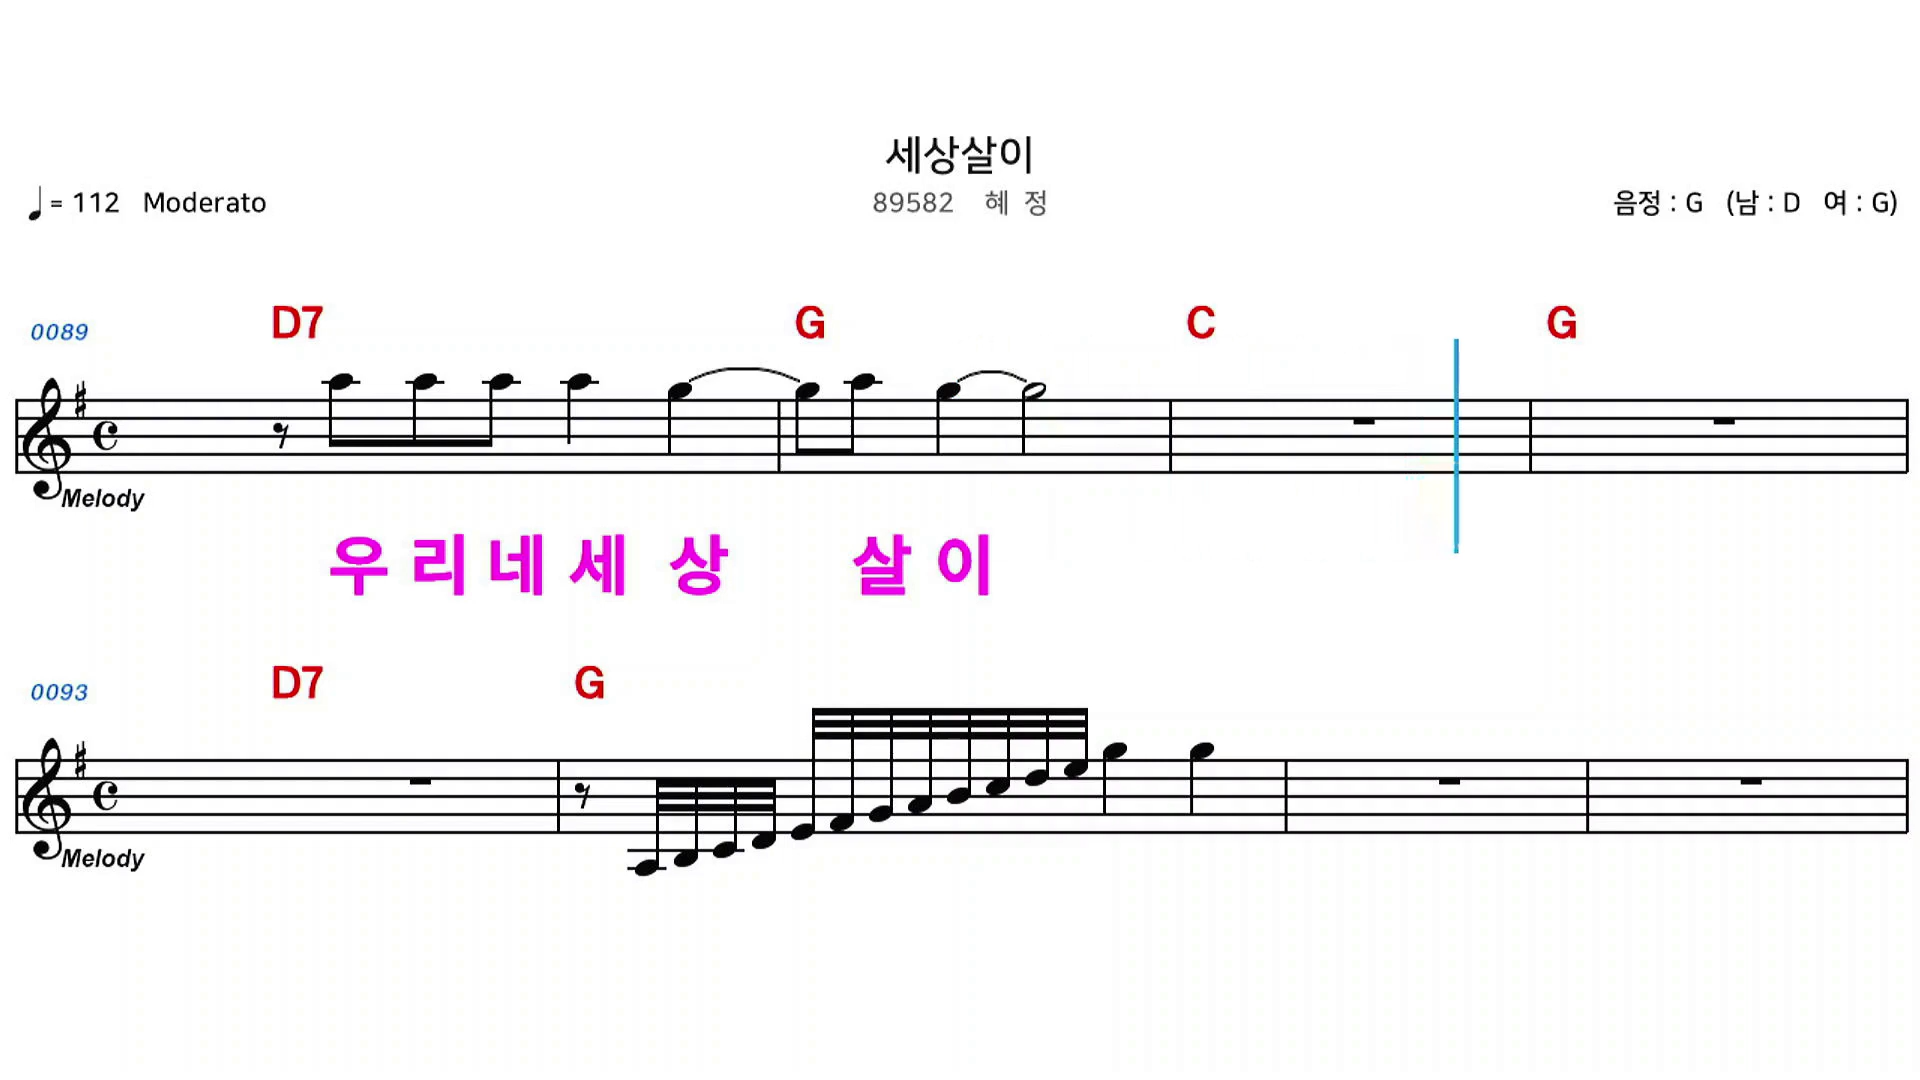 세상살이
♩= 112 Moderato 89582 혜 정 음정 : G (남 : D 여 : G)
0089 D7 G C G
Melody
우 리 네 세 상 살 이
0093 D7 G
Melody